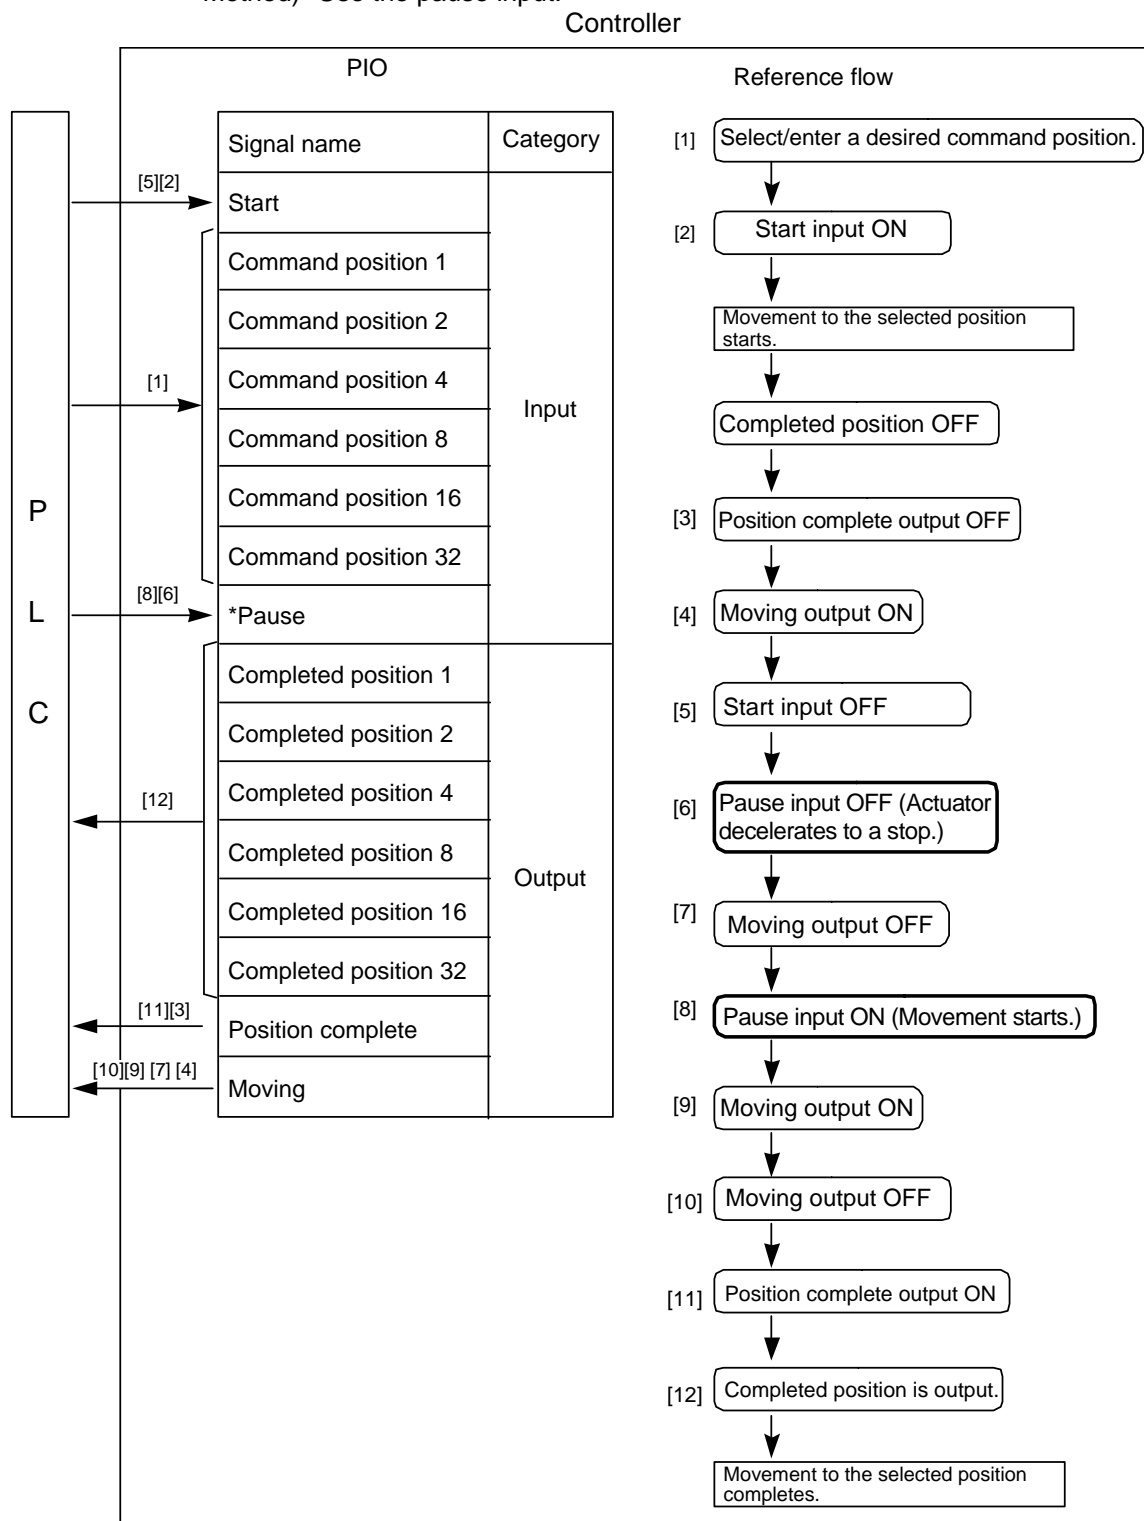 method) Use the pause input.
Controller
PIO
Reference flow
P
L
C
Signal name
Category
[5][2]
Start
Command position 1
Command position 2
[1]
Command position 4
Input
Command position 8
Command position 16
Command position 32
[8][6]
*Pause
Completed position 1
Completed position 2
[12]
Completed position 4
Completed position 8
Output
Completed position 16
Completed position 32
[11][3]
Position complete
[10][9] [7] [4]
Moving
[1] Select/enter a desired command position.
[2] Start input ON
Movement to the selected position
starts.
Completed position OFF
[3] Position complete output OFF
[4] Moving output ON
[5] Start input OFF
[6] Pause input OFF (Actuator
decelerates to a stop.)
[7] Moving output OFF
[8] Pause input ON (Movement starts.)
[9] Moving output ON
[10] Moving output OFF
[11] Position complete output ON
[12] Completed position is output.
Movement to the selected position
completes.